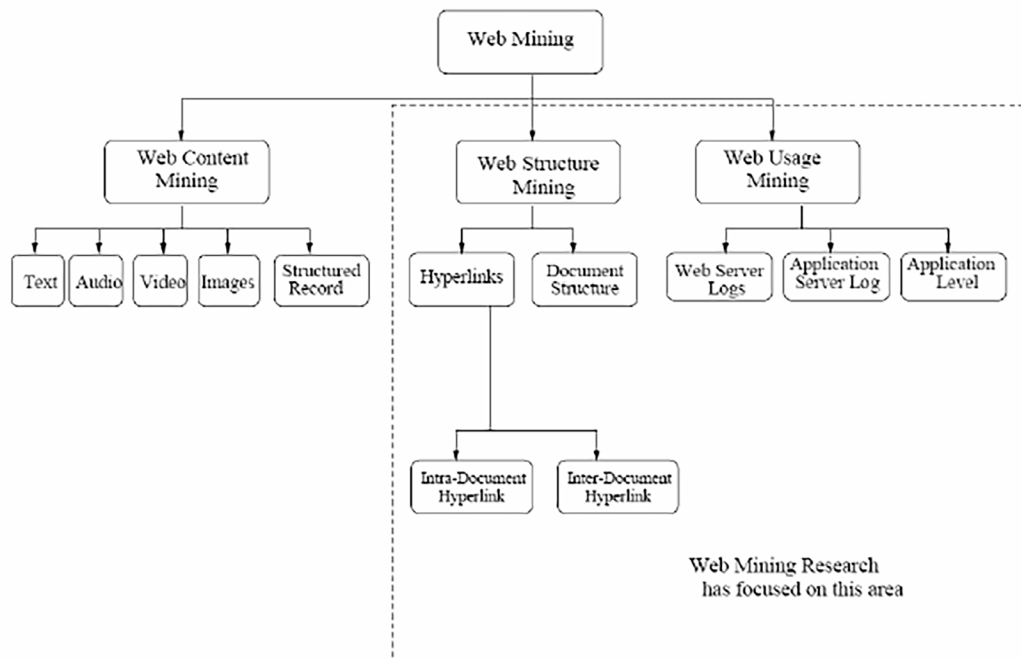 Web Mining
Web Content
Mining
Web Structure
Mining
Web Usage
Mining
Text
Audio
Video
Images
Structured
Record
Hyperlinks
Document
Structure
Web Server
Logs
Application
Server Log
Application
Level
Intra-Document
Hyperlink
Inter-Document
Hyperlink
Web Mining Research
has focused on this area